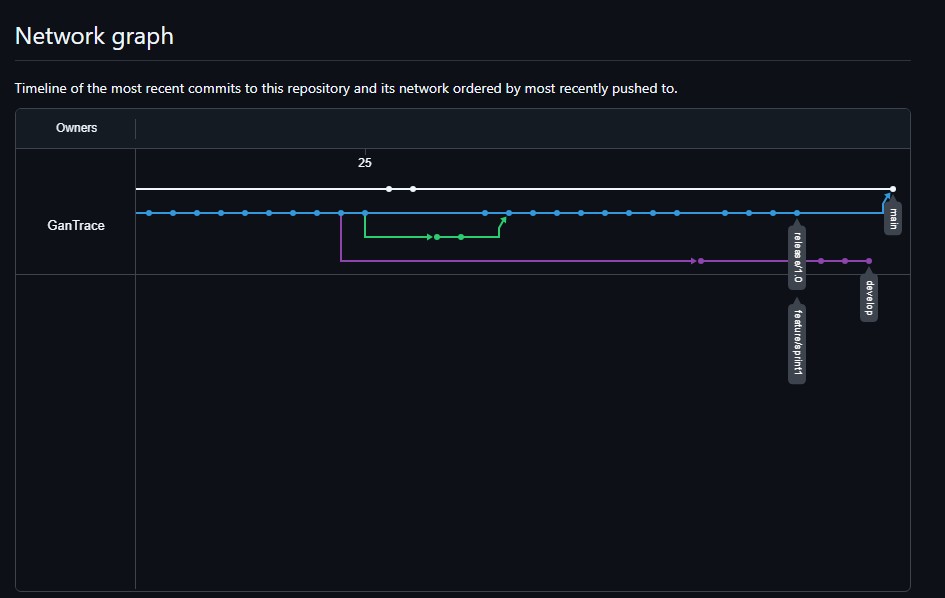 Network graph
Timeline of the most recent commits to this repository and its network ordered by most recently pushed to.
Owners
25
GanTrace
main
release/1.0
develop
feature/sprint1